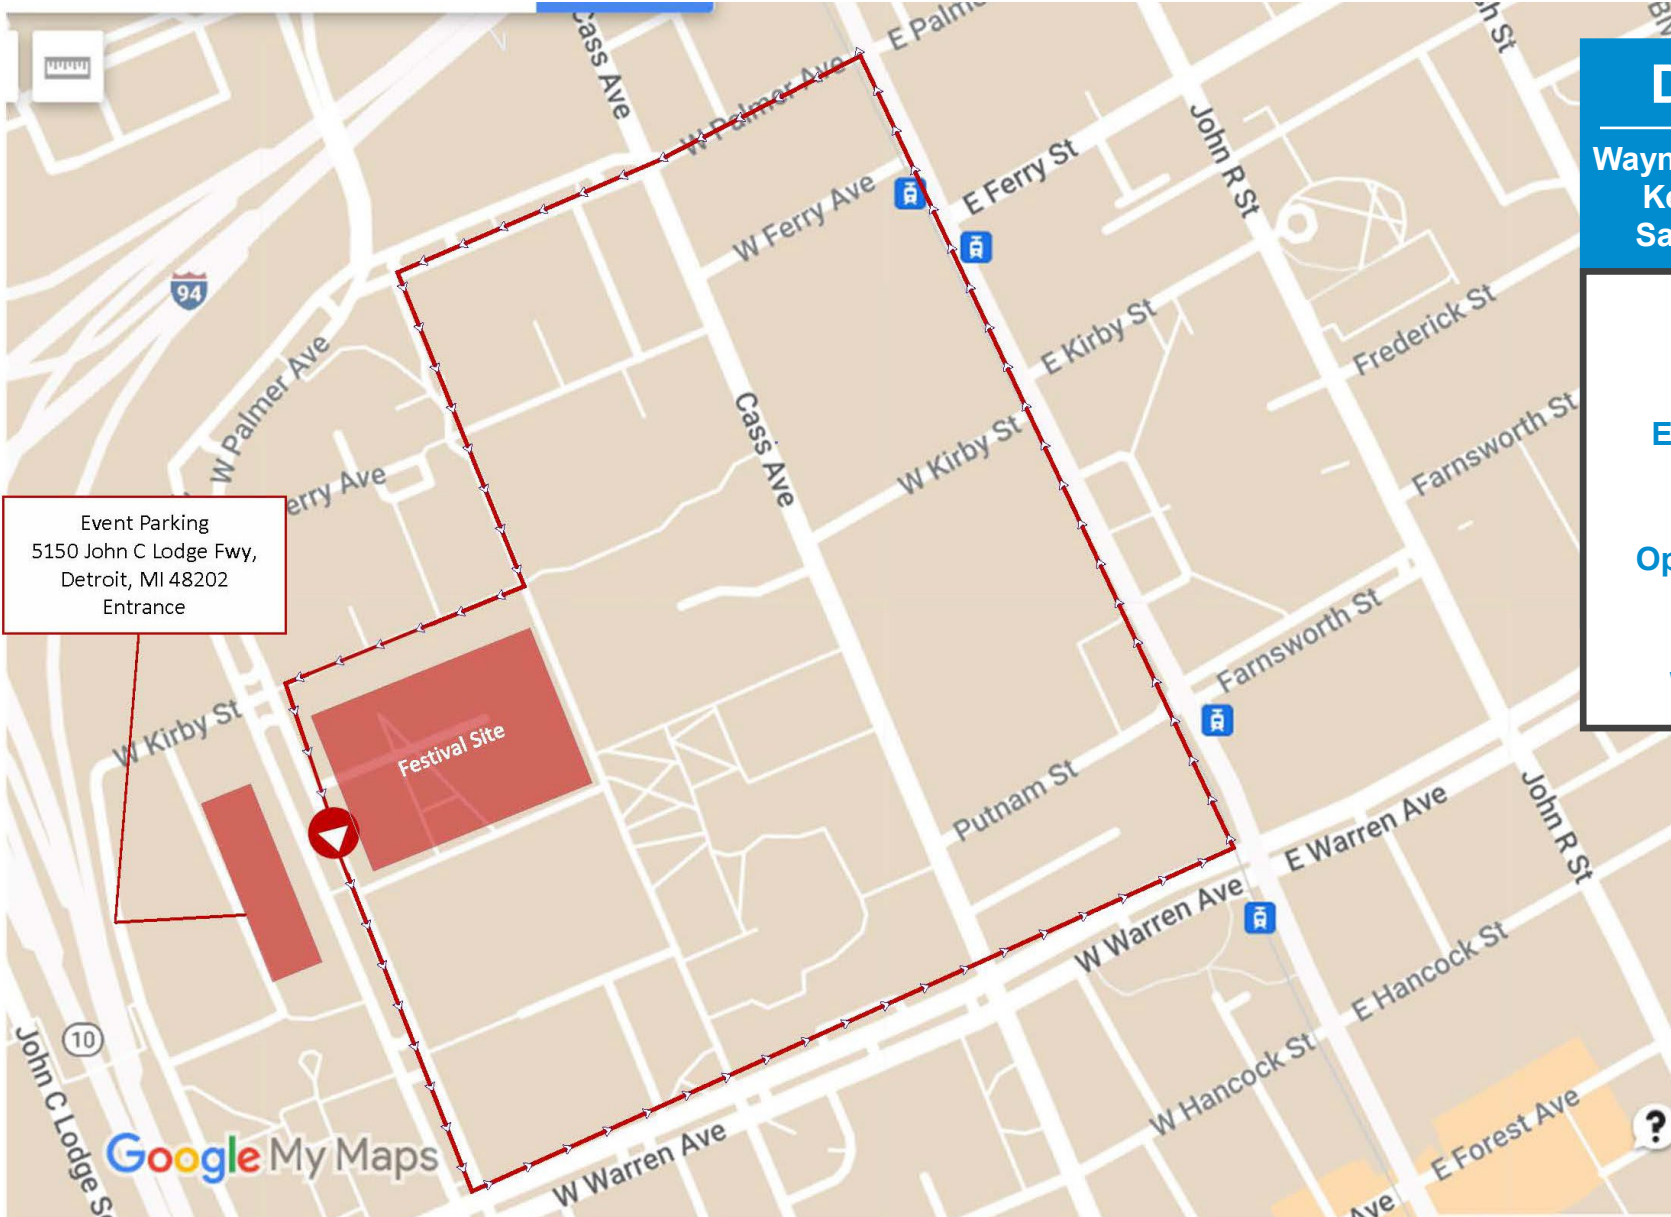 Cass Ave
E Palme
W Palmer Ave
John R St
E Ferry St
W Ferry Ave
94
E Kirby St
Frederick St
W Palmer Ave
Cass Ave
W Kirby St
Farnsworth St
erry Ave
Event Parking
5150 John C Lodge Fwy,
Detroit, MI 48202
Entrance
Farnsworth St
W Kirby St
Festival Site
Putnam St
E Warren Ave
John R St
W Warren Ave
E Hancock St
10
John C Lodge S
W Hancock St
E Forest Ave
Google My Maps
W Warren Ave
Ave
?
D
Wayn
Ke
Sa
E
Op